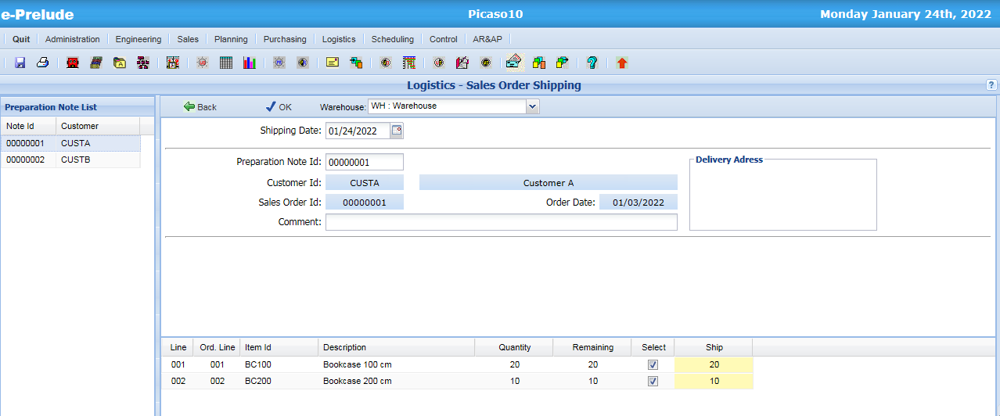 e-Prelude Picaso10 Monday January 24th, 2022
Quit Administration Engineering Sales Planning Purchasing Logistics Scheduling Control AR&AP
Logistics - Sales Order Shipping ?
Preparation Note List
Note Id Customer
00000001 CUSTA
00000002 CUSTB
Back OK Warehouse: WH : Warehouse
Shipping Date: 01/24/2022
Preparation Note Id: 00000001
Customer Id: CUSTA Customer A
Sales Order Id: 00000001 Order Date: 01/03/2022
Comment:
Delivery Adress
Line Ord. Line Item Id Description Quantity Remaining Select Ship
001 001 BC100 Bookcase 100 cm 20 20 20
002 002 BC200 Bookcase 200 cm 10 10 10